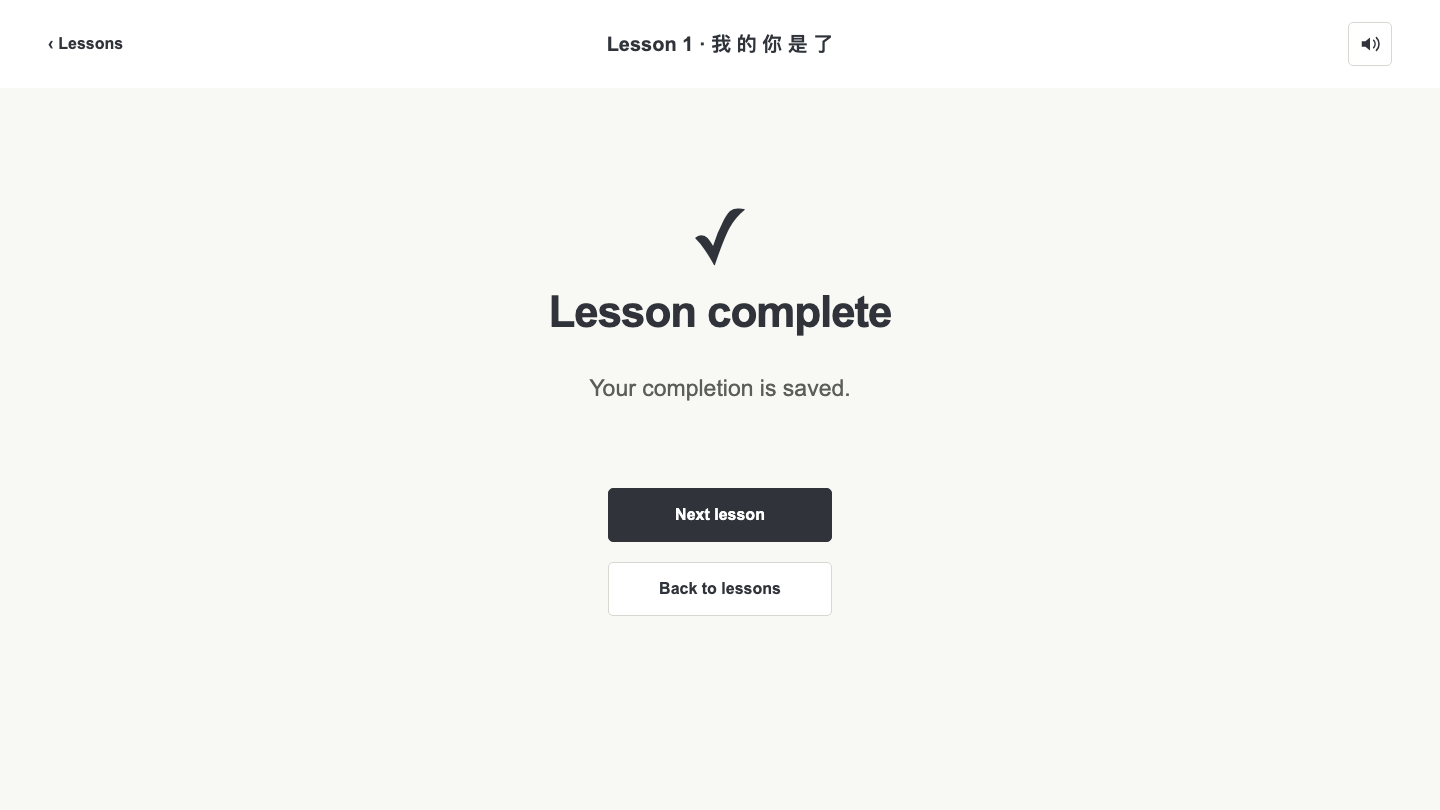 ‹ Lessons
Lesson 1 · 我 的 你 是 了
Lesson complete
Your completion is saved.
Next lesson
Back to lessons